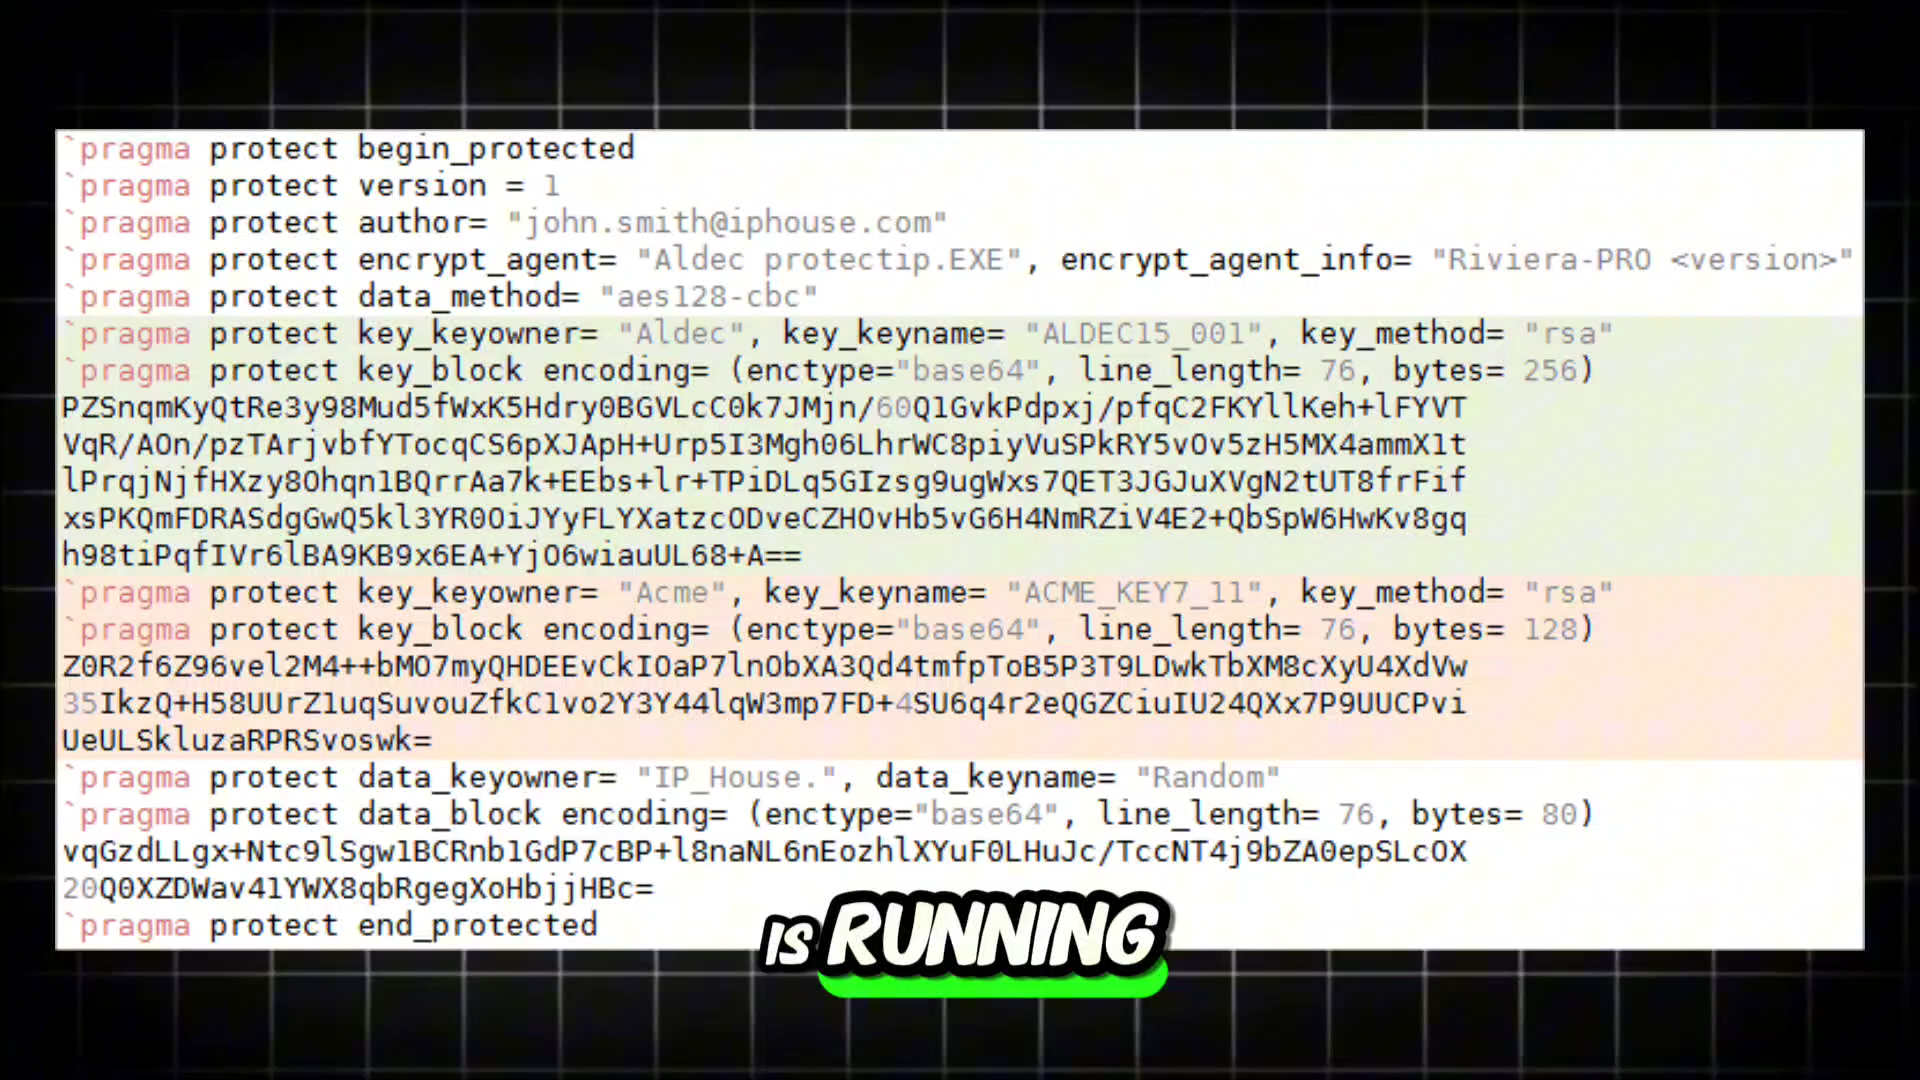 `pragma protect begin_protected
`pragma protect version = 1
`pragma protect author= "john.smith@iphouse.com"
`pragma protect encrypt_agent= "Aldec protectip.EXE", encrypt_agent_info= "Riviera-PRO <version>"
`pragma protect data_method= "aes128-cbc"
`pragma protect key_keyowner= "Aldec", key_keyname= "ALDEC15_001", key_method= "rsa"
`pragma protect key_block encoding= (enctype="base64", line_length= 76, bytes= 256)
PZSnqmKyQtRe3y98Mud5fWxK5Hdry0BGVLcC0k7JMjn/60Q1GvkPdpxj/pfqC2FKYllKeh+lFYVT
VqR/AOn/pzTArjvbfYTocqCS6pXJApH+Urp5I3Mgh06LhrWC8piyVuSPkRY5vOv5zH5MX4ammX1t
lPrqjNjfHXzy8Ohqn1BQrrAa7k+EEbs+lr+TPiDLq5GIzsg9ugWxs7QET3JGJuXVgN2tUT8frFif
xsPKQmFDRASdgGwQ5kl3YR0OiJYyFLYXatzcODveCZHOvHb5vG6H4NmRZiV4E2+QbSpW6HwKv8gq
h98tiPqfIVr6lBA9KB9x6EA+YjO6wiauUL68+A==
`pragma protect key_keyowner= "Acme", key_keyname= "ACME_KEY7_11", key_method= "rsa"
`pragma protect key_block encoding= (enctype="base64", line_length= 76, bytes= 128)
Z0R2f6Z96vel2M4++bMO7myQHDEEvCkIOaP7lnObXA3Qd4tmfpToB5P3T9LDwkTbXM8cXyU4XdVw
35IkzQ+H58UUrZ1uqSuvouZfkC1vo2Y3Y44lqW3mp7FD+4SU6q4r2eQGZCiuIU24QXx7P9UUCPvi
UeULSkluzaRPRSvoswk=
`pragma protect data_keyowner= "IP_House.", data_keyname= "Random"
`pragma protect data_block encoding= (enctype="base64", line_length= 76, bytes= 80)
vqGzdLLgx+Ntc9lSgw1BCRnb1GdP7cBP+l8naNL6nEozhlXYuF0LHuJc/TccNT4j9bZA0epSLcOX
20Q0XZDWav41YWX8qbRgegXoHbjjHBc=
`pragma protect end_protected
IS RUNNING